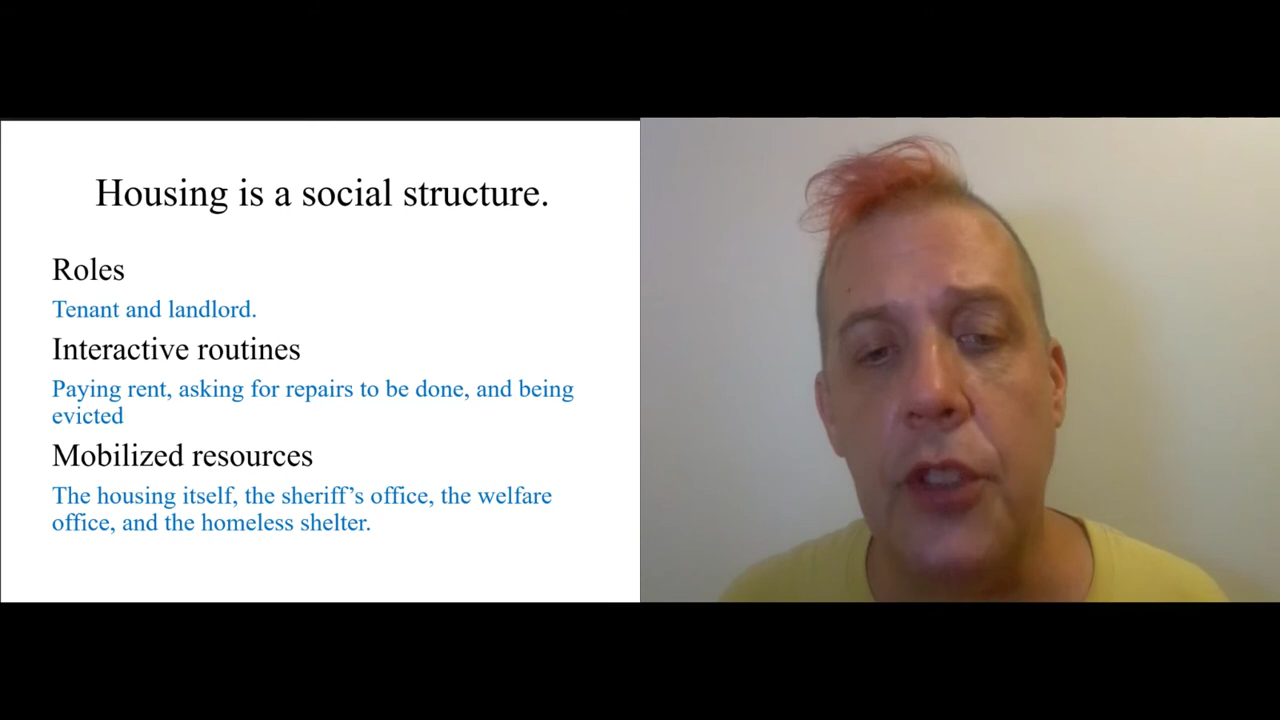 Housing is a social structure.
Roles
Tenant and landlord.
Interactive routines
Paying rent, asking for repairs to be done, and being
evicted
Mobilized resources
The housing itself, the sheriff’s office, the welfare
office, and the homeless shelter.